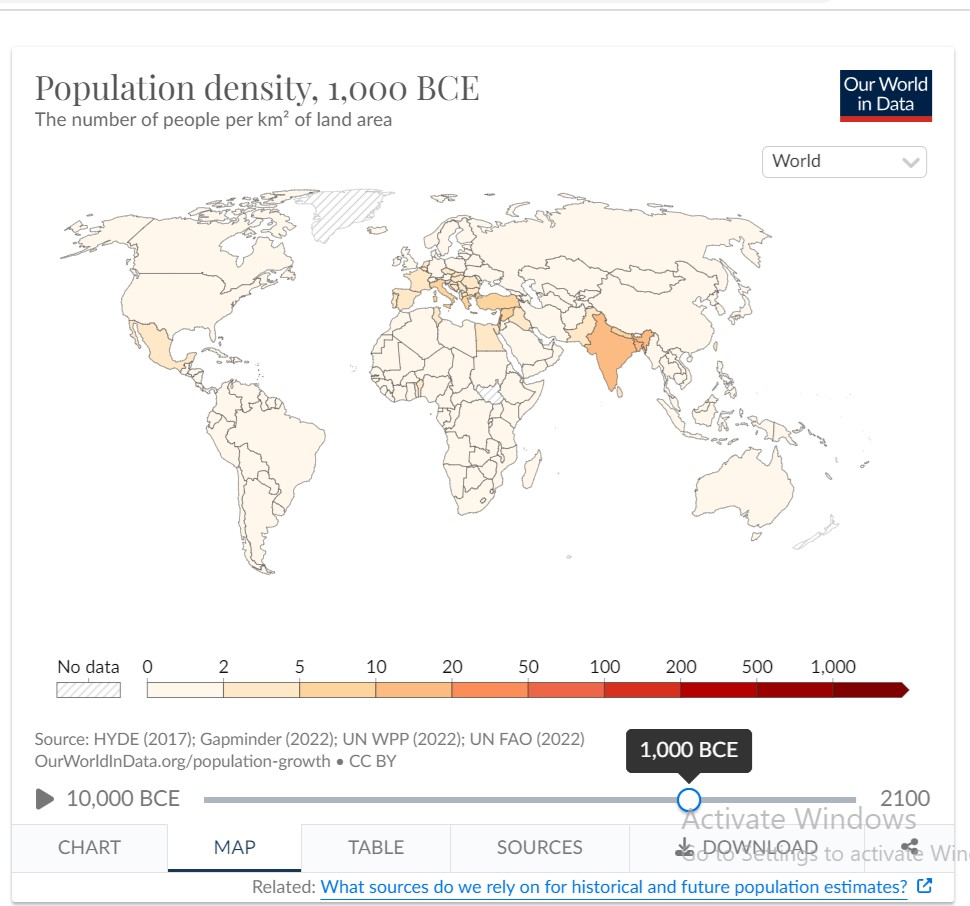 Population density, 1,000 BCE
The number of people per km² of land area
Our World
in Data
World
No data 0 2 5 10 20 50 100 200 500 1,000
Source: HYDE (2017); Gapminder (2022); UN WPP (2022); UN FAO (2022)
OurWorldInData.org/population-growth • CC BY
1,000 BCE
10,000 BCE 2100
Activate Windows
CHART MAP TABLE SOURCES DOWNLOAD
Go to Settings to activate Win
Related: What sources do we rely on for historical and future population estimates?